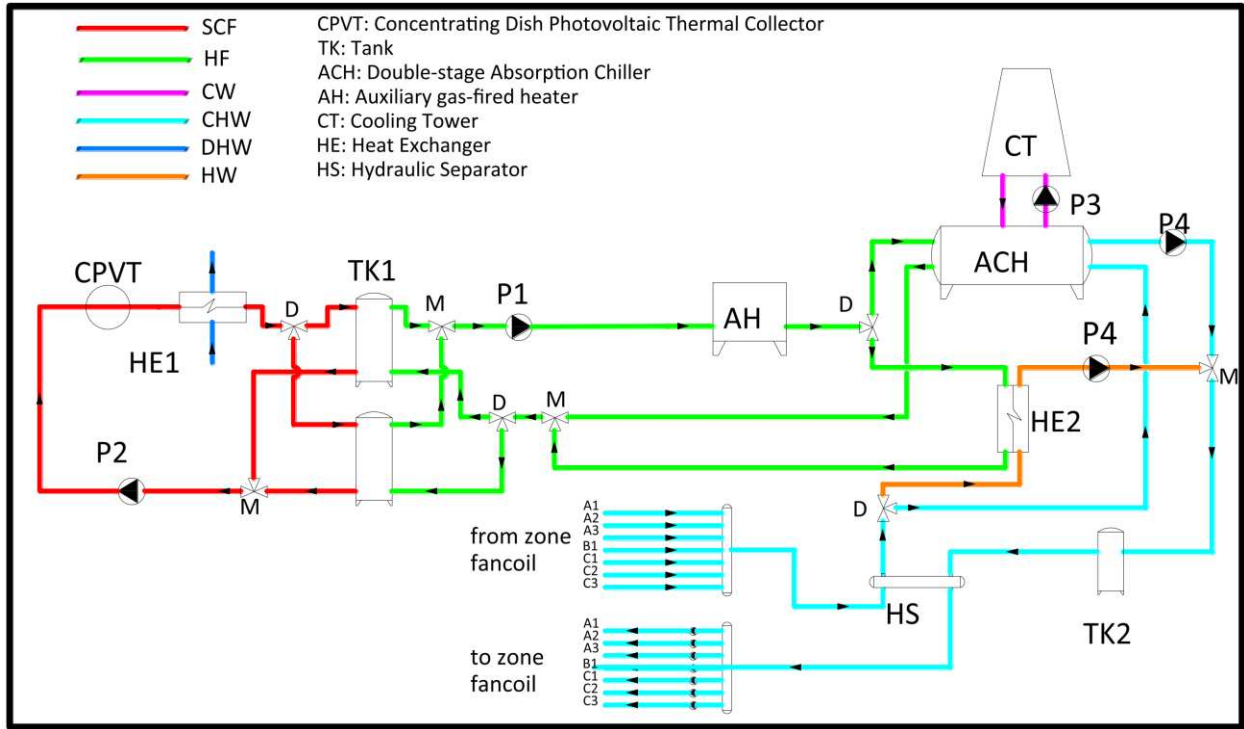 SCF
HF
CW
CHW
DHW
HW
CPVT: Concentrating Dish Photovoltaic Thermal Collector
TK: Tank
ACH: Double-stage Absorption Chiller
AH: Auxiliary gas-fired heater
CT: Cooling Tower
HE: Heat Exchanger
HS: Hydraulic Separator
CT
P3
P4
ACH
CPVT
TK1
D
M
P1
AH
D
HE1
P4
M
D
M
HE2
P2
M
D
from zone
fancoil
A1
A2
A3
B1
C1
C2
C3
HS
TK2
to zone
fancoil
A1
A2
A3
B1
C1
C2
C3